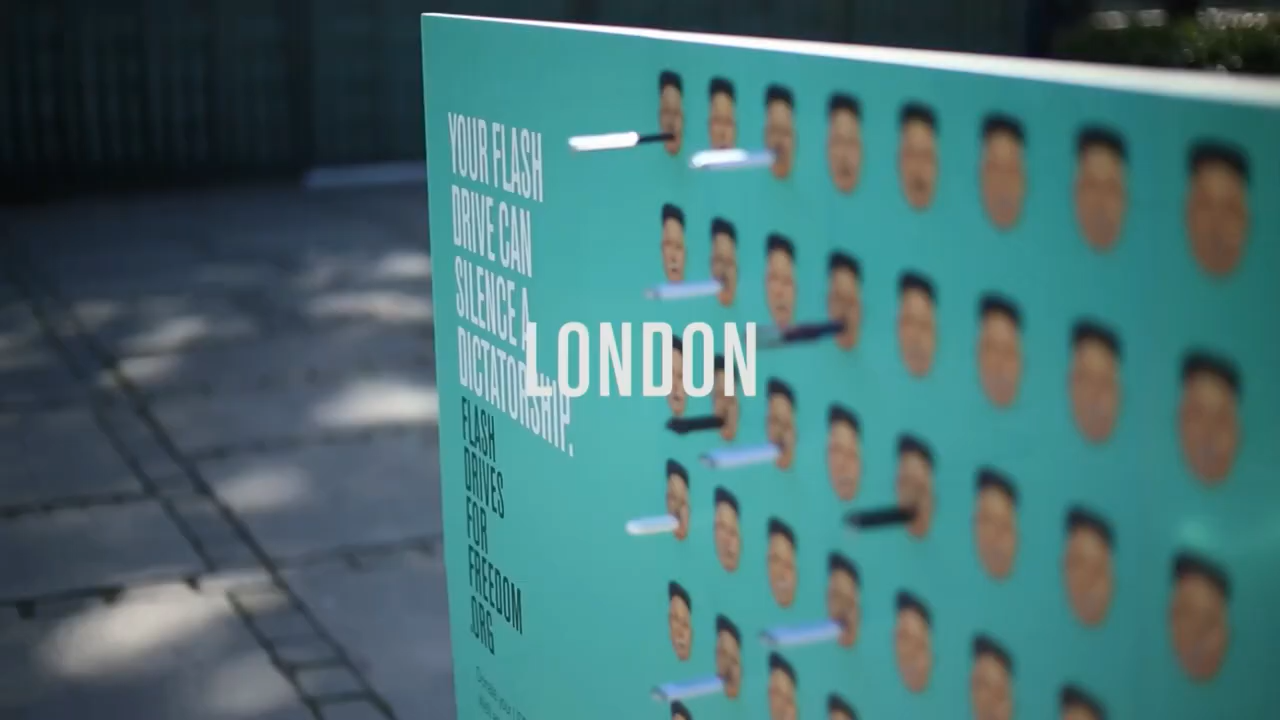 YOUR FLASH
DRIVE CAN
SILENCE A
DICTATORSHIP.
LONDON
FLASH
DRIVES
FOR
FREEDOM
.ORG